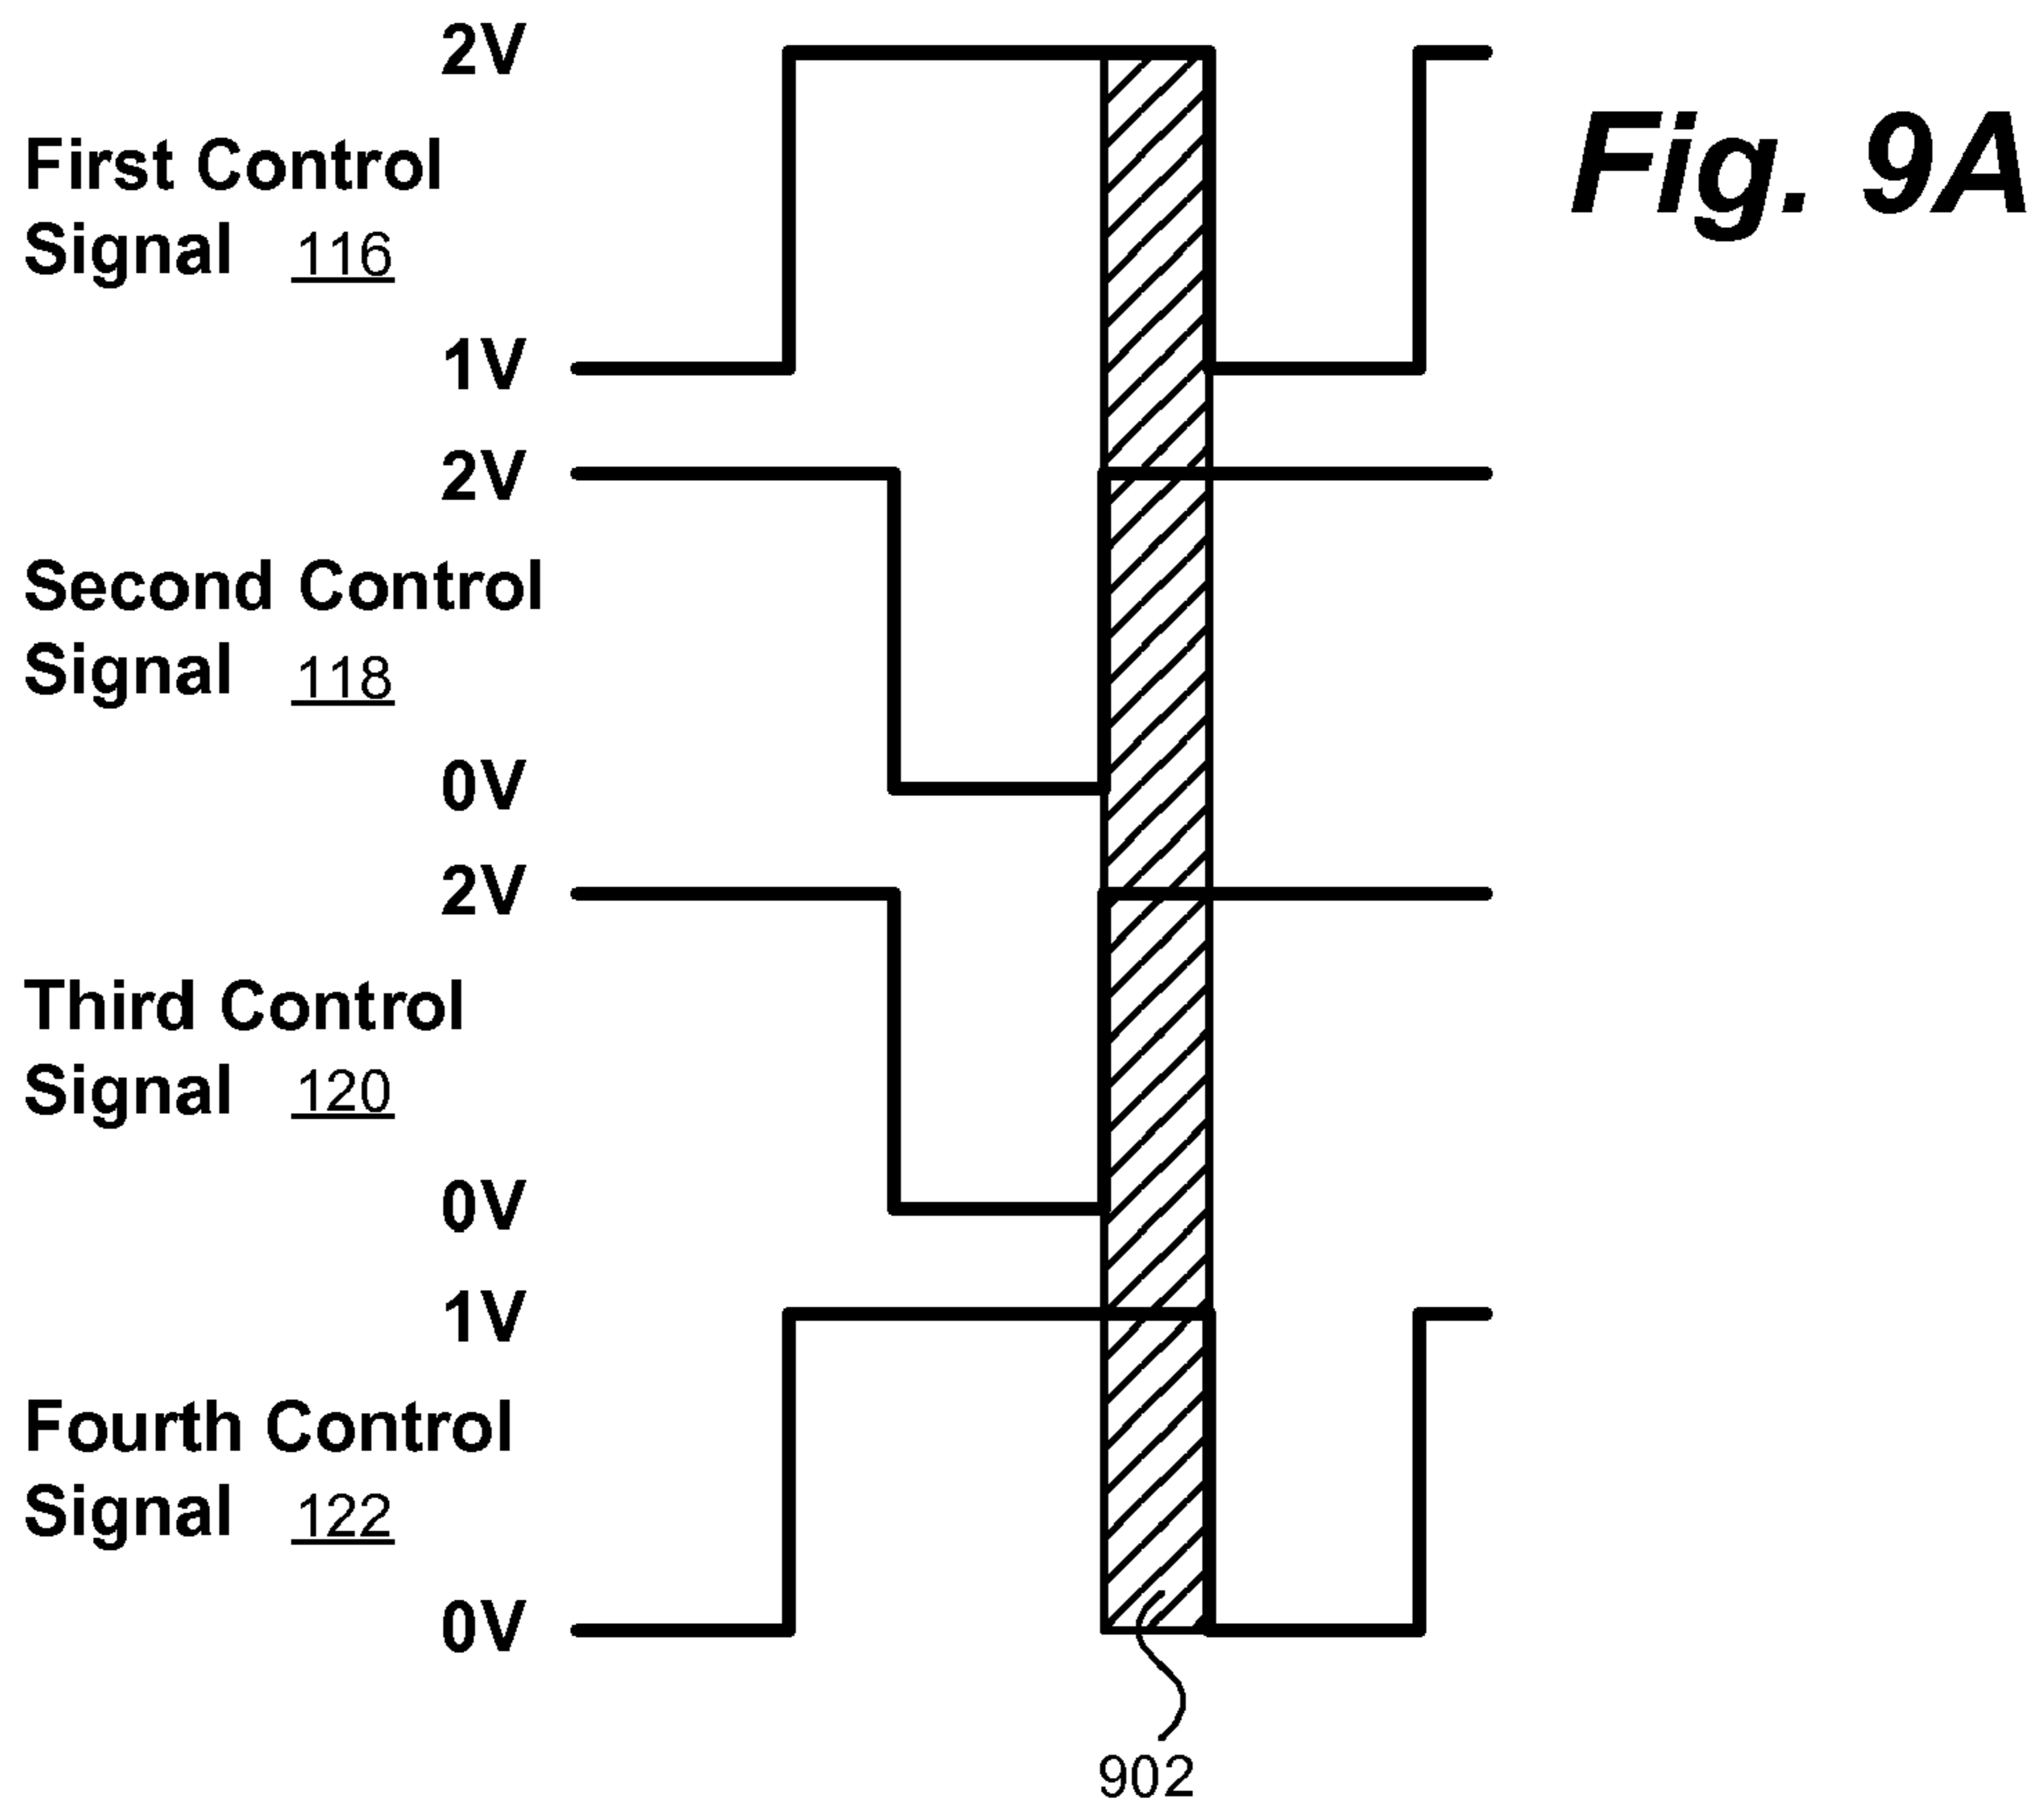 2V
Fig. 9A
First Control
Signal 116
1V
2V
Second Control
Signal 118
0V
2V
Third Control
Signal 120
0V
1V
Fourth Control
Signal 122
0V
902